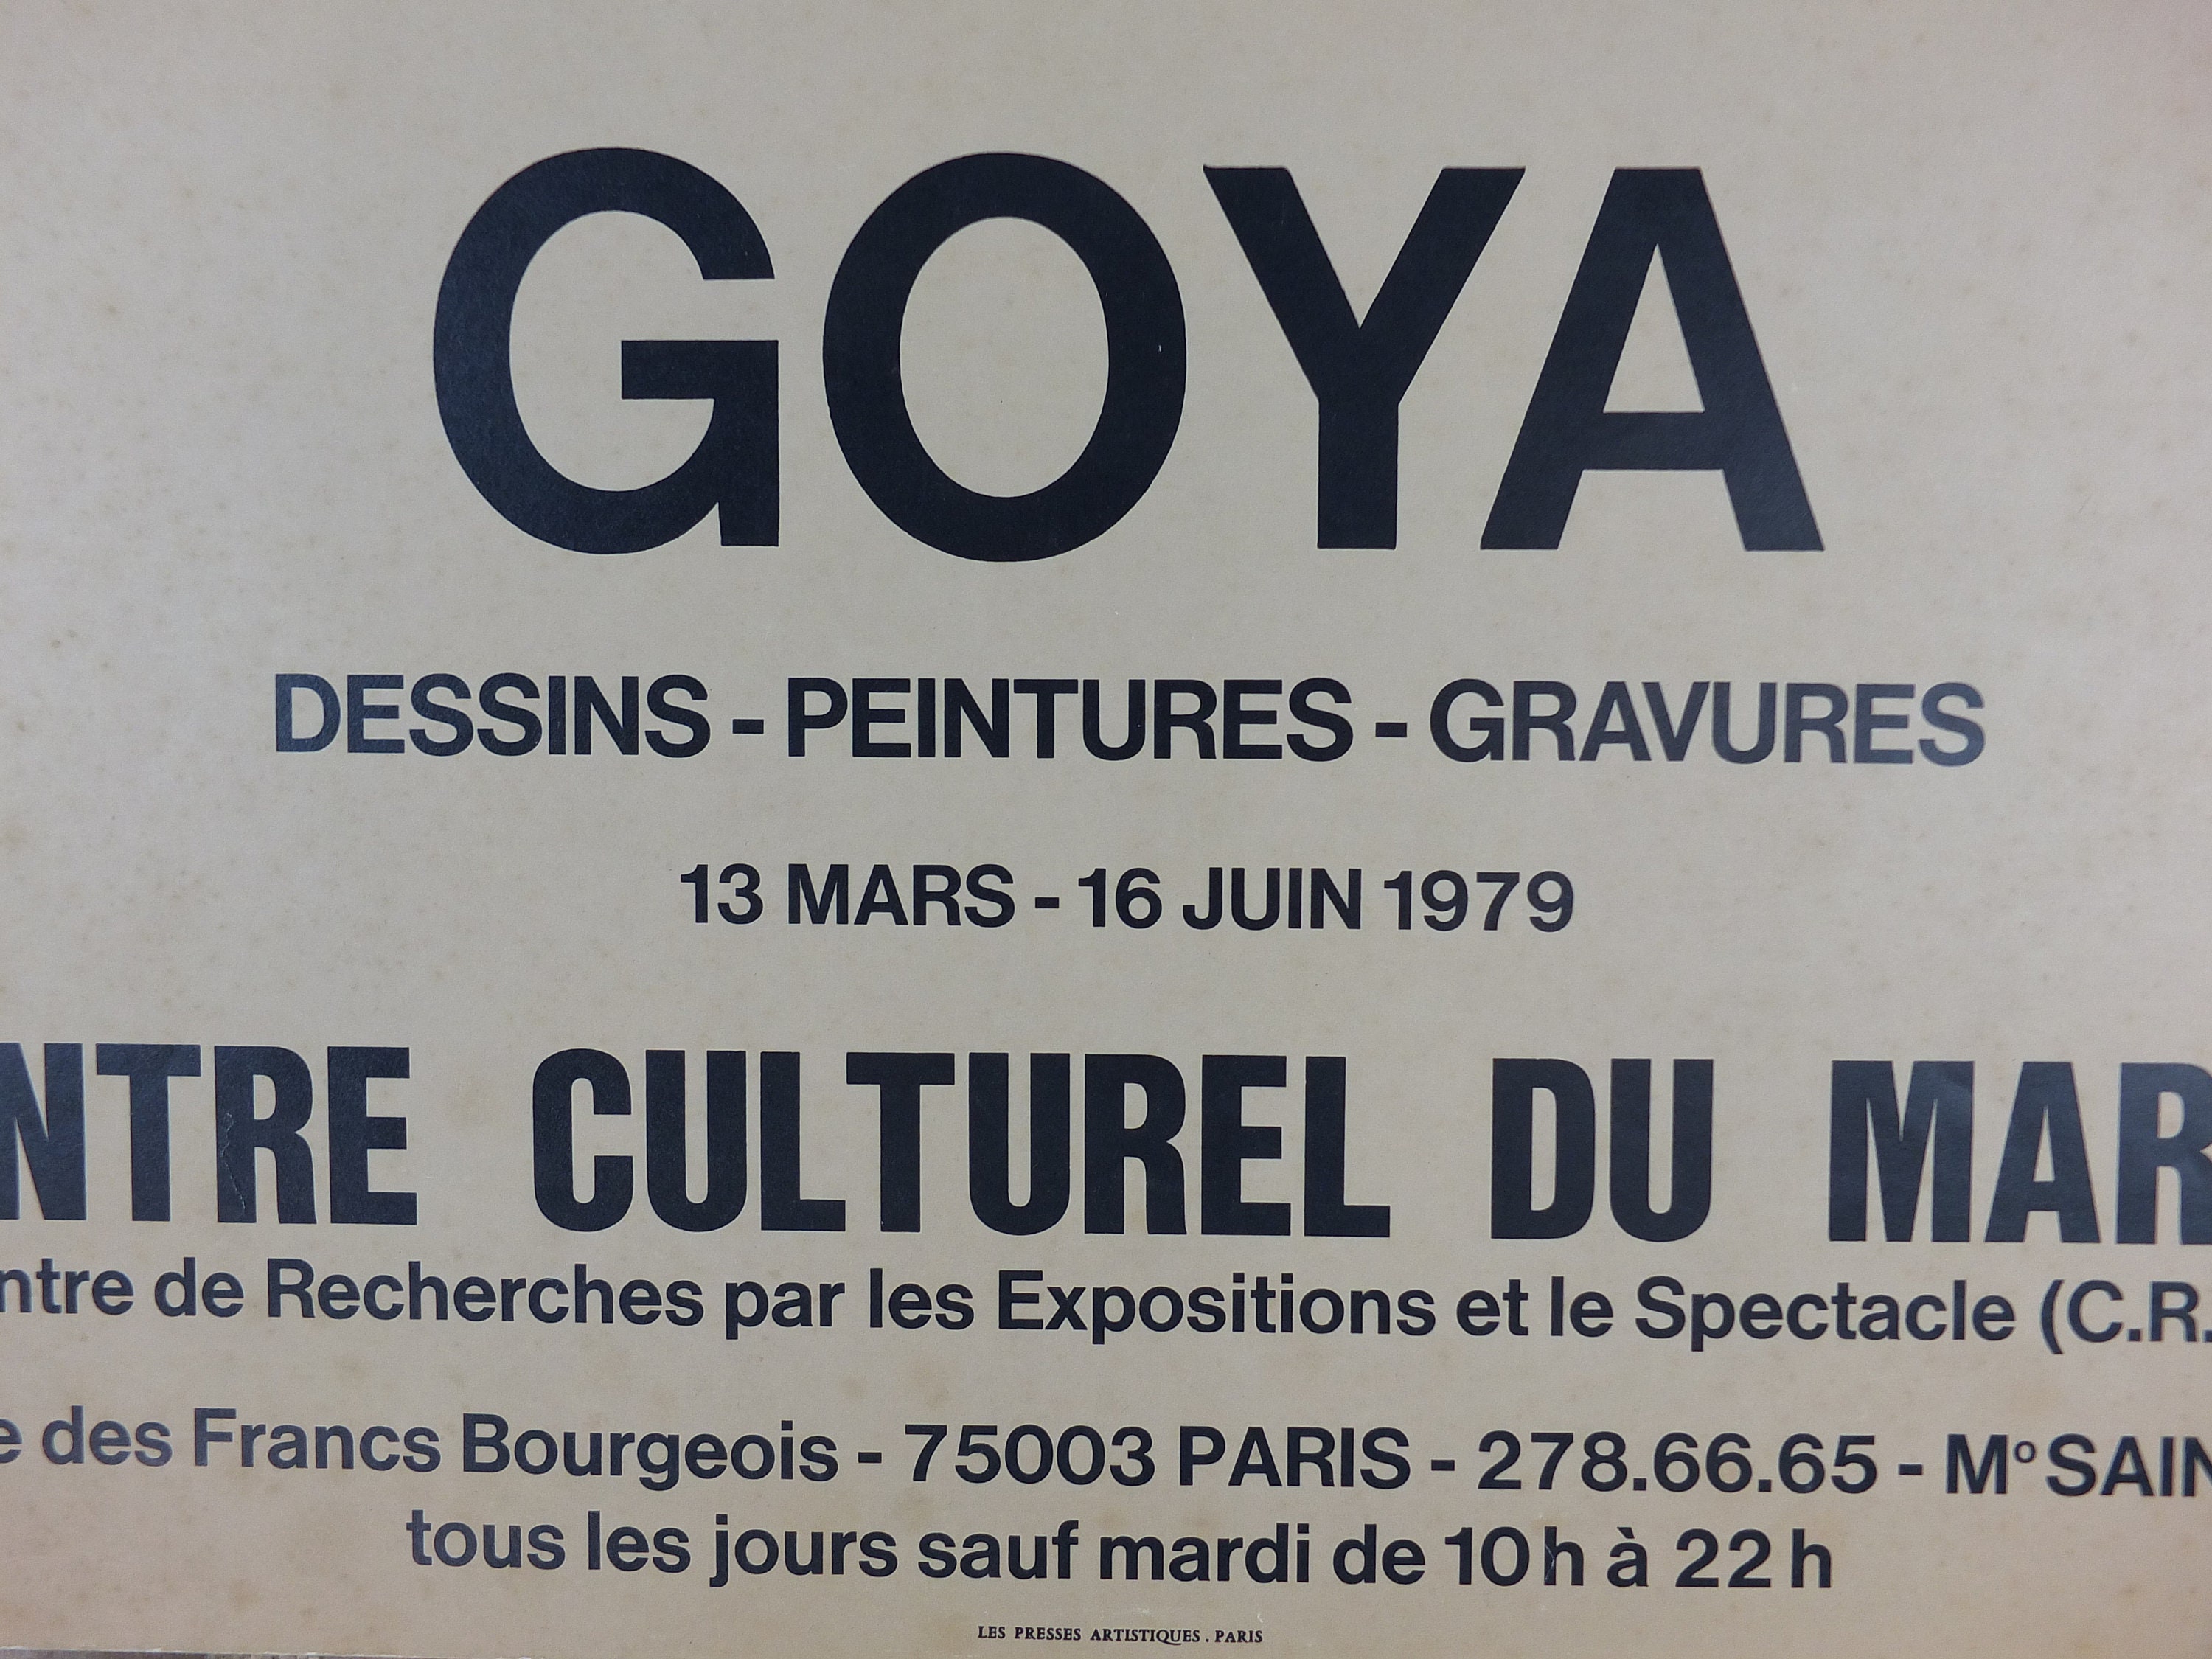 GOYA
DESSINS - PEINTURES - GRAVURES
13 MARS - 16 JUIN 1979
NTRE CULTUREL DU MAR
ntre de Recherches par les Expositions et le Spectacle (C.R.
e des Francs Bourgeois - 75003 PARIS - 278.66.65 - Mº SAIN
tous les jours sauf mardi de 10h à 22h
LES PRESSES ARTISTIQUES . PARIS